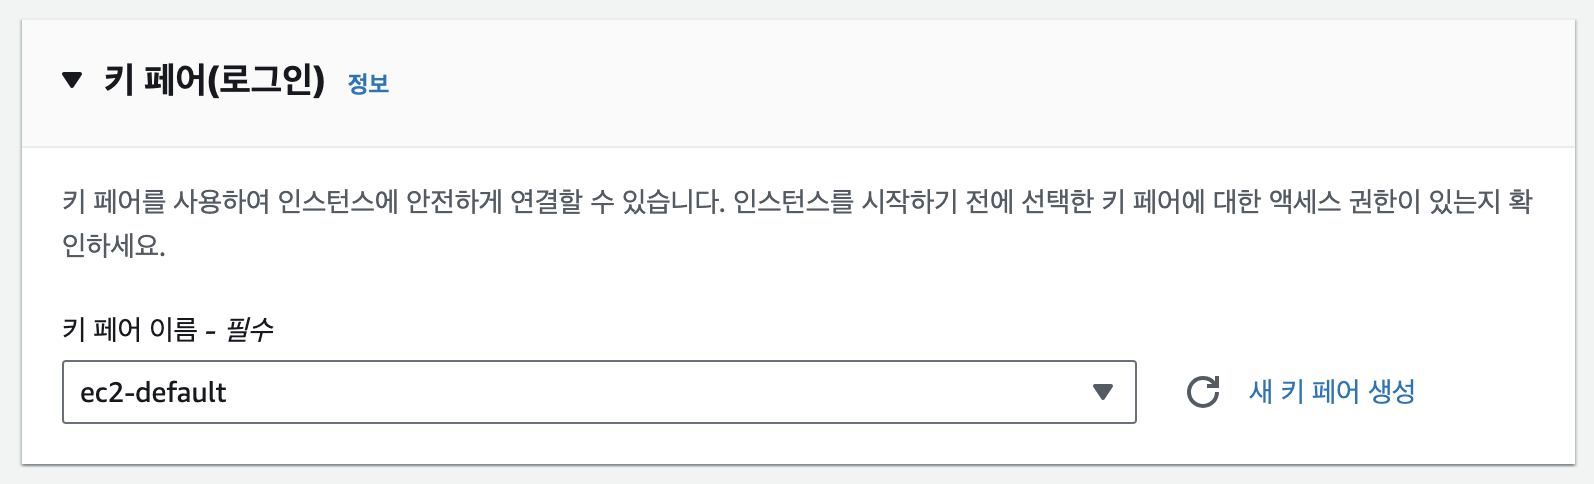 키 페어(로그인) 정보
키 페어를 사용하여 인스턴스에 안전하게 연결할 수 있습니다. 인스턴스를 시작하기 전에 선택한 키 페어에 대한 액세스 권한이 있는지 확
인하세요.
키 페어 이름 - 필수
ec2-default
새 키 페어 생성